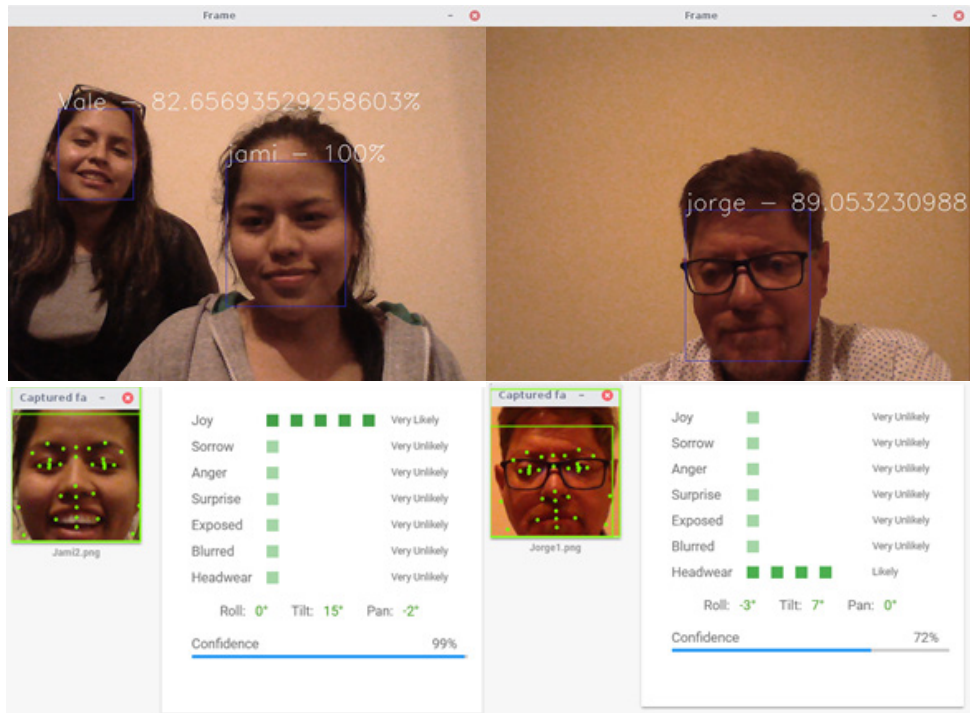 Frame
Vale - 82.65693529258603%
jami - 100%
Frame
jorge - 89.053230988
Captured fa
Jami2.png
Joy Very Likely
Sorrow Very Unlikely
Anger Very Unlikely
Surprise Very Unlikely
Exposed Very Unlikely
Blurred Very Unlikely
Headwear Very Unlikely
Roll: 0° Tilt: 15° Pan: -2°
Confidence 99%
Captured fa
Jorge1.png
Joy Very Unlikely
Sorrow Very Unlikely
Anger Very Unlikely
Surprise Very Unlikely
Exposed Very Unlikely
Blurred Very Unlikely
Headwear Likely
Roll: -3° Tilt: 7° Pan: 0°
Confidence 72%